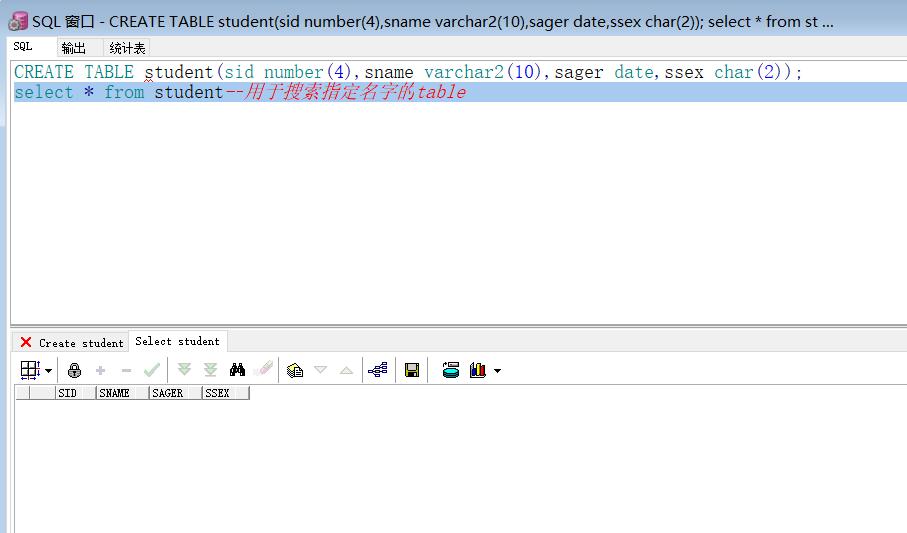 SQL 窗口 - CREATE TABLE student(sid number(4),sname varchar2(10),sager date,ssex char(2)); select * from st ...
SQL 输出 统计表
CREATE TABLE student(sid number(4),sname varchar2(10),sager date,ssex char(2));
select * from student--用于搜索指定名字的table
Create student Select student
SID SNAME SAGER SSEX